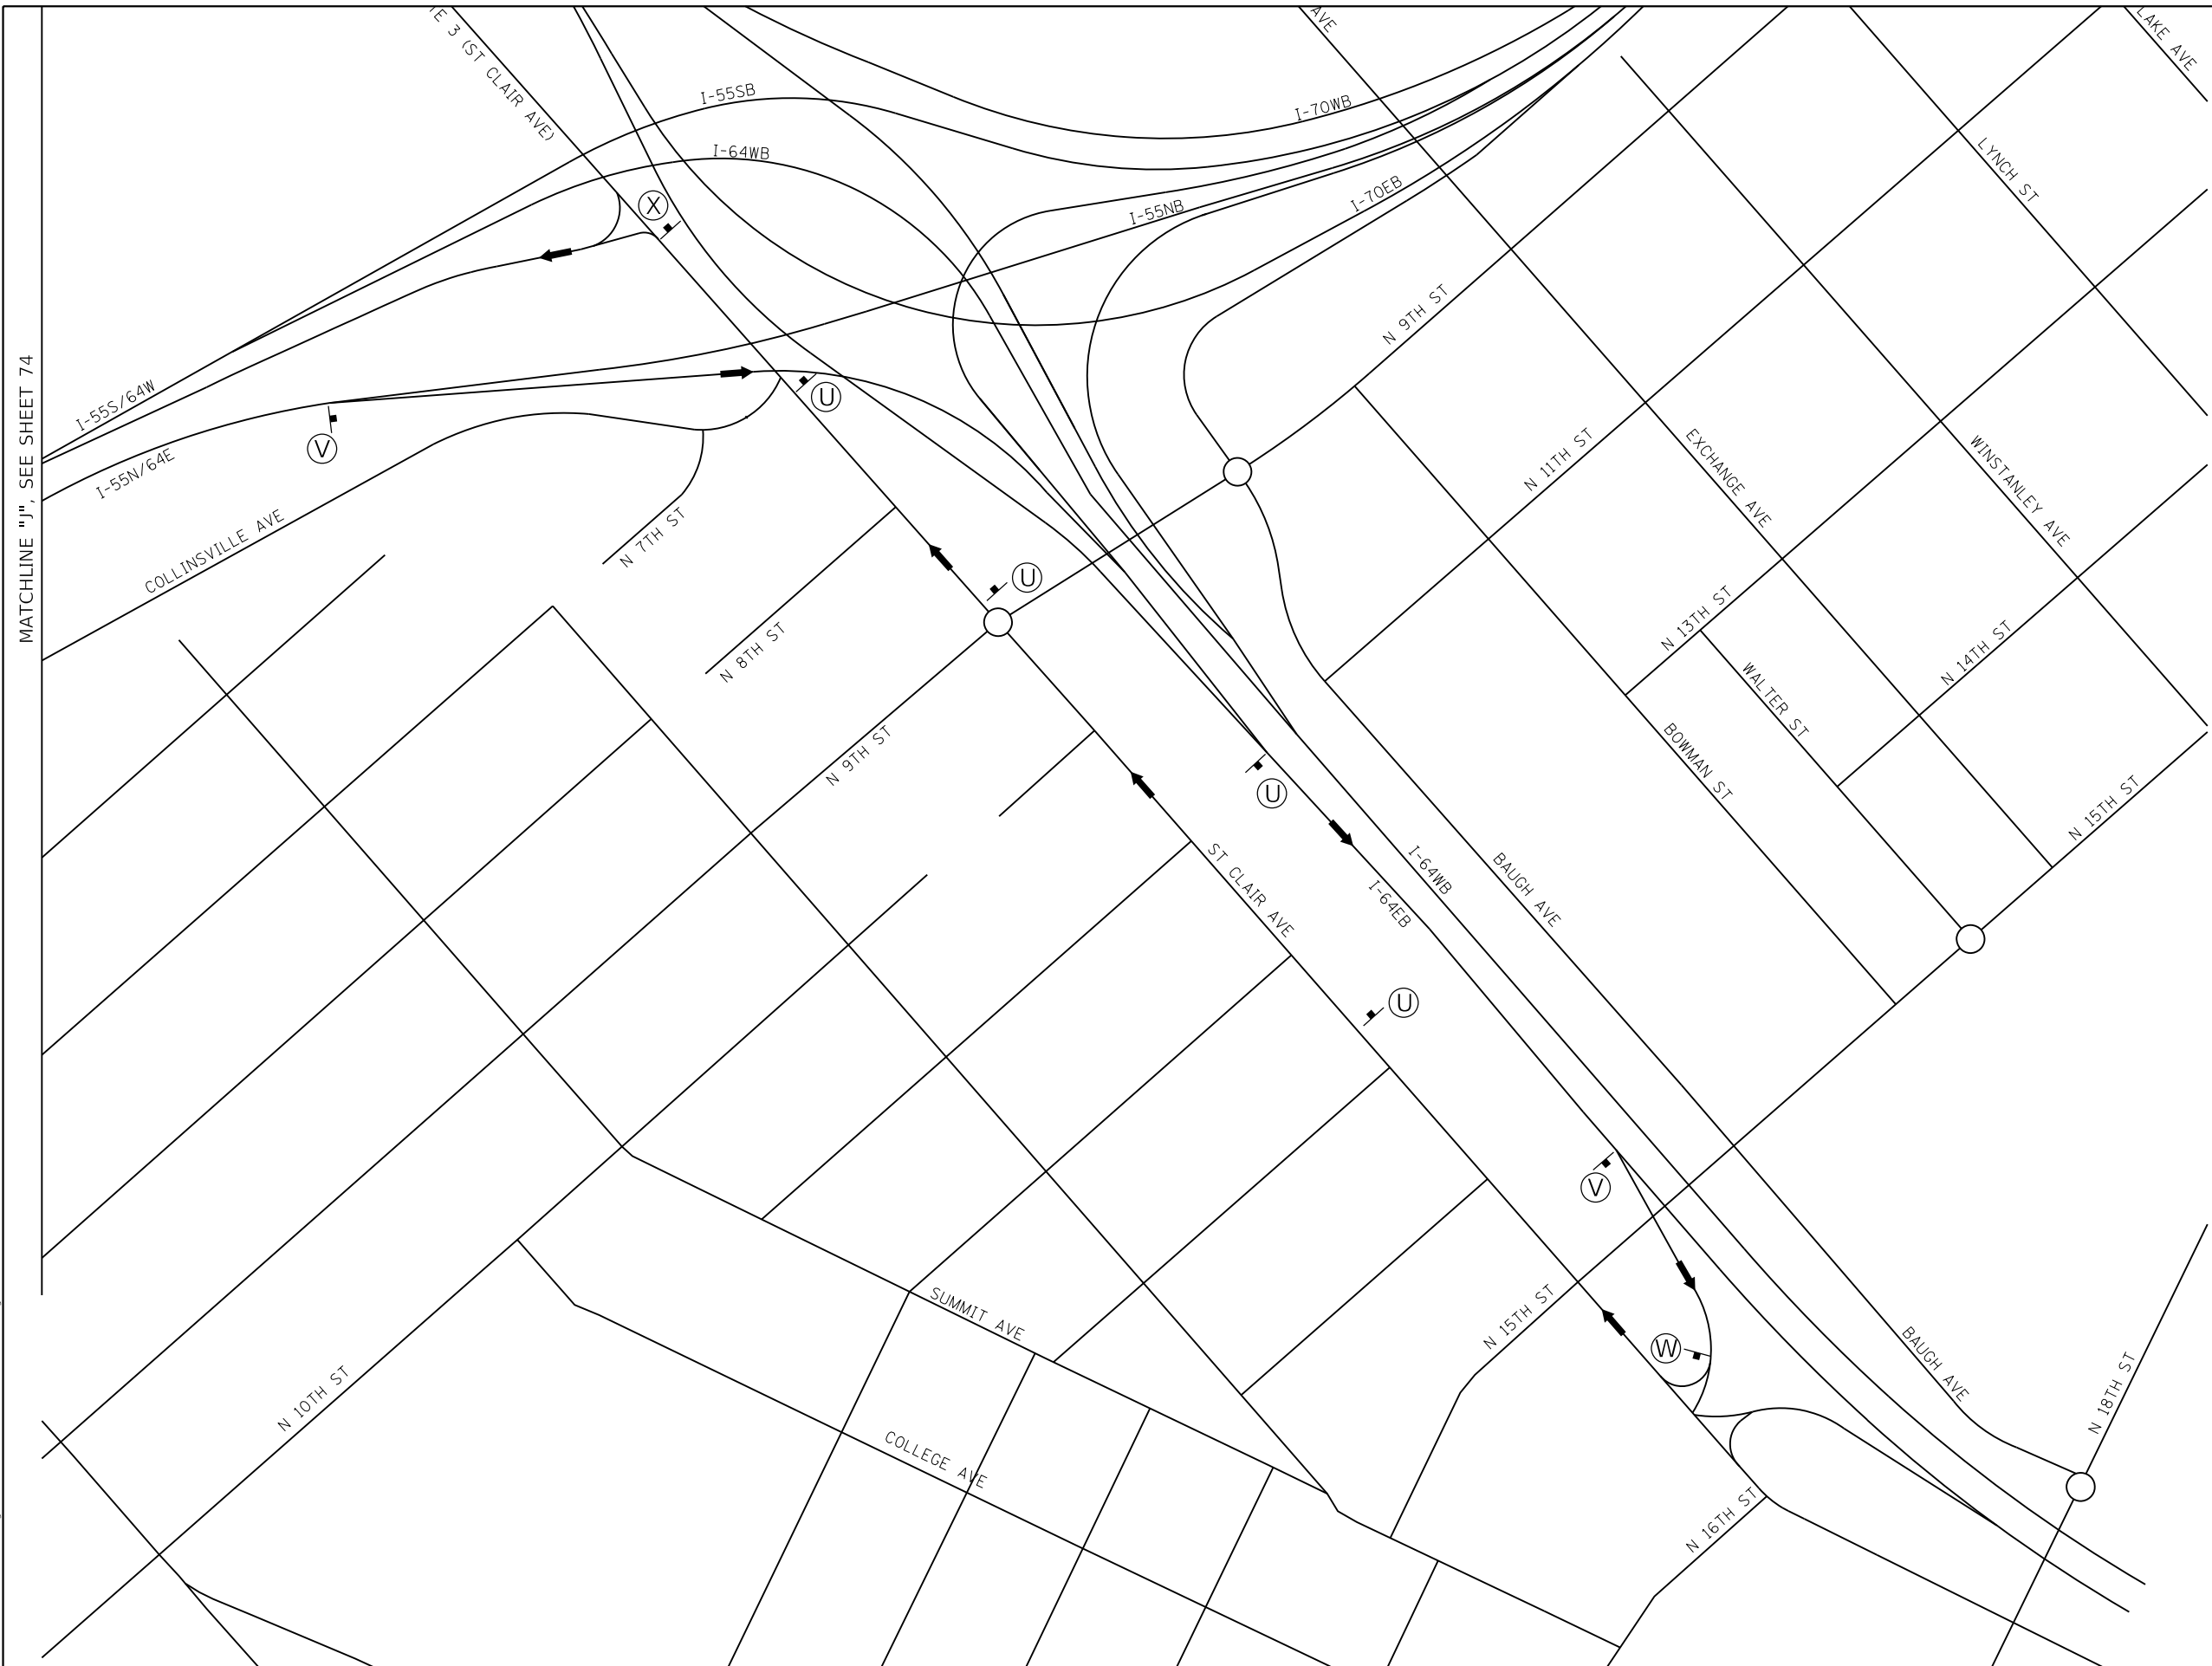 3 (ST CLAIR AVE)
AVE
LAKE AVE
I-55SB
I-70WB
I-64WB
LYNCH ST
X
I-70EB
I-55NB
N 9TH ST
MATCHLINE "J", SEE SHEET 74
I-55S/64W
U
V
I-55N/64E
N 11TH ST
EXCHANGE AVE
WINSTANLEY AVE
COLLINSVILLE AVE
N 7TH ST
U
N 8TH ST
N 13TH ST
N 14TH ST
WALTER ST
N 9TH ST
U
BOWMAN ST
N 15TH ST
ST CLAIR AVE
I-64WB
I-64EB
BAUGH AVE
U
V
N 15TH ST
SUMMIT AVE
W
BAUGH AVE
N 18TH ST
N 10TH ST
COLLEGE AVE
N 16TH ST